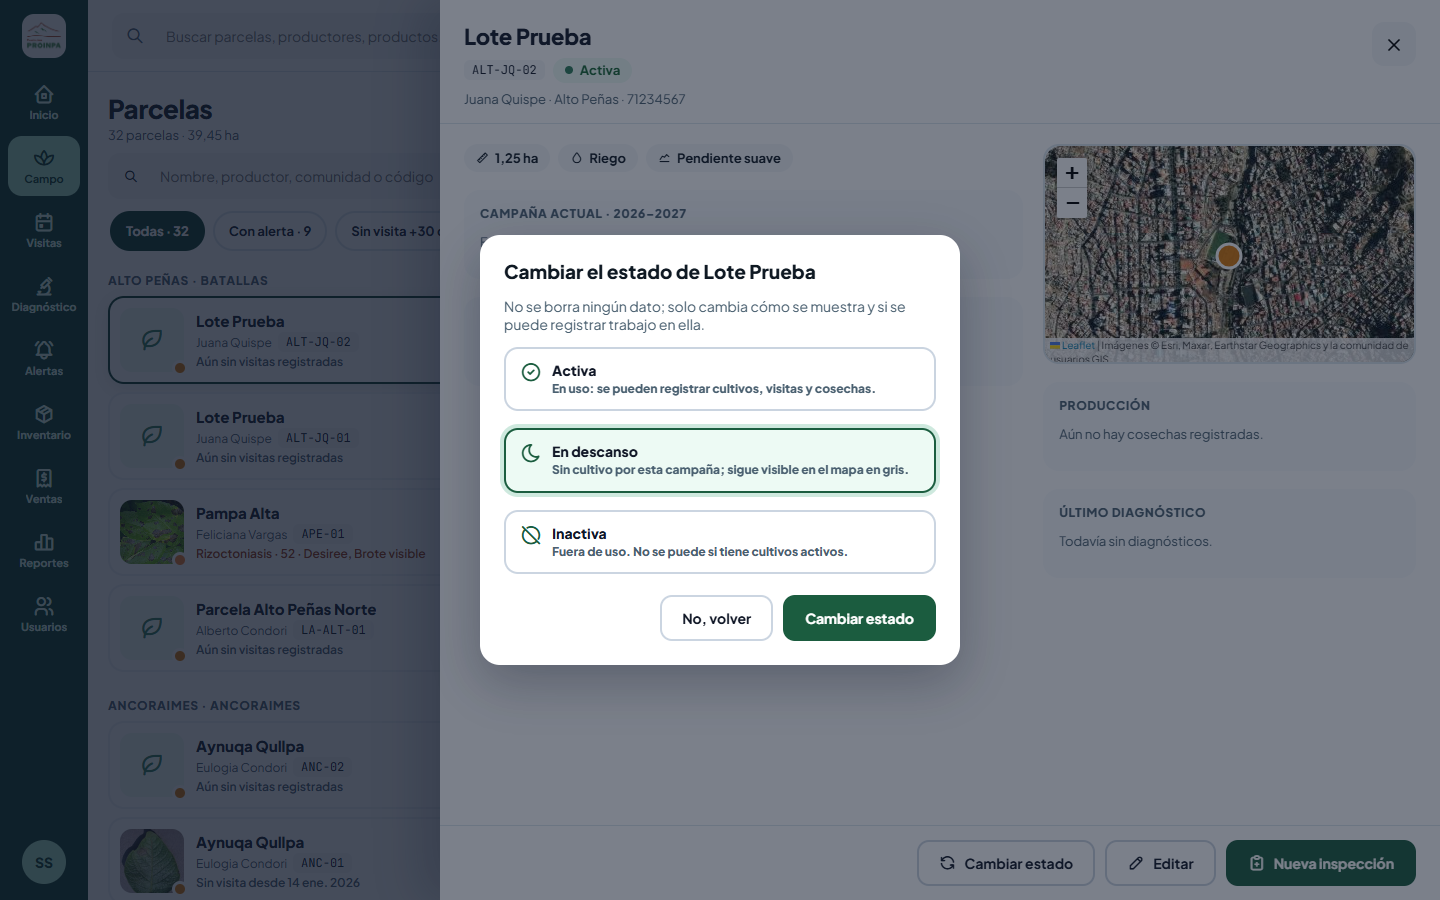 PROINPA
Inicio
Campo
Visitas
Diagnóstico
Alertas
Inventario
Ventas
Reportes
Usuarios
SS
Buscar parcelas, productores, productos
Parcelas
32 parcelas · 39,45 ha
Nombre, productor, comunidad o código
Todas · 32
Con alerta · 9
Sin visita +30
ALTO PEÑAS · BATALLAS
Lote Prueba
Juana Quispe ALT-JQ-02
Aún sin visitas registradas
Lote Prueba
Juana Quispe ALT-JQ-01
Aún sin visitas registradas
Pampa Alta
Feliciana Vargas APE-01
Rizoctoniasis · 52 · Desiree, Brote visible
Parcela Alto Peñas Norte
Alberto Condori LA-ALT-01
Aún sin visitas registradas
ANCORAIMES · ANCORAIMES
Aynuqa Qullpa
Eulogia Condori ANC-02
Aún sin visitas registradas
Aynuqa Qullpa
Eulogia Condori ANC-01
Sin visita desde 14 ene. 2026
Lote Prueba
ALT-JQ-02
Activa
Juana Quispe · Alto Peñas · 71234567
1,25 ha
Riego
Pendiente suave
CAMPAÑA ACTUAL · 2026–2027
+
−
Leaflet | Imágenes © Esri, Maxar, Earthstar Geographics y la comunidad de
usuarios GIS
PRODUCCIÓN
Aún no hay cosechas registradas.
ÚLTIMO DIAGNÓSTICO
Todavía sin diagnósticos.
Cambiar el estado de Lote Prueba
No se borra ningún dato; solo cambia cómo se muestra y si se
puede registrar trabajo en ella.
Activa
En uso: se pueden registrar cultivos, visitas y cosechas.
En descanso
Sin cultivo por esta campaña; sigue visible en el mapa en gris.
Inactiva
Fuera de uso. No se puede si tiene cultivos activos.
No, volver
Cambiar estado
Cambiar estado
Editar
Nueva inspección